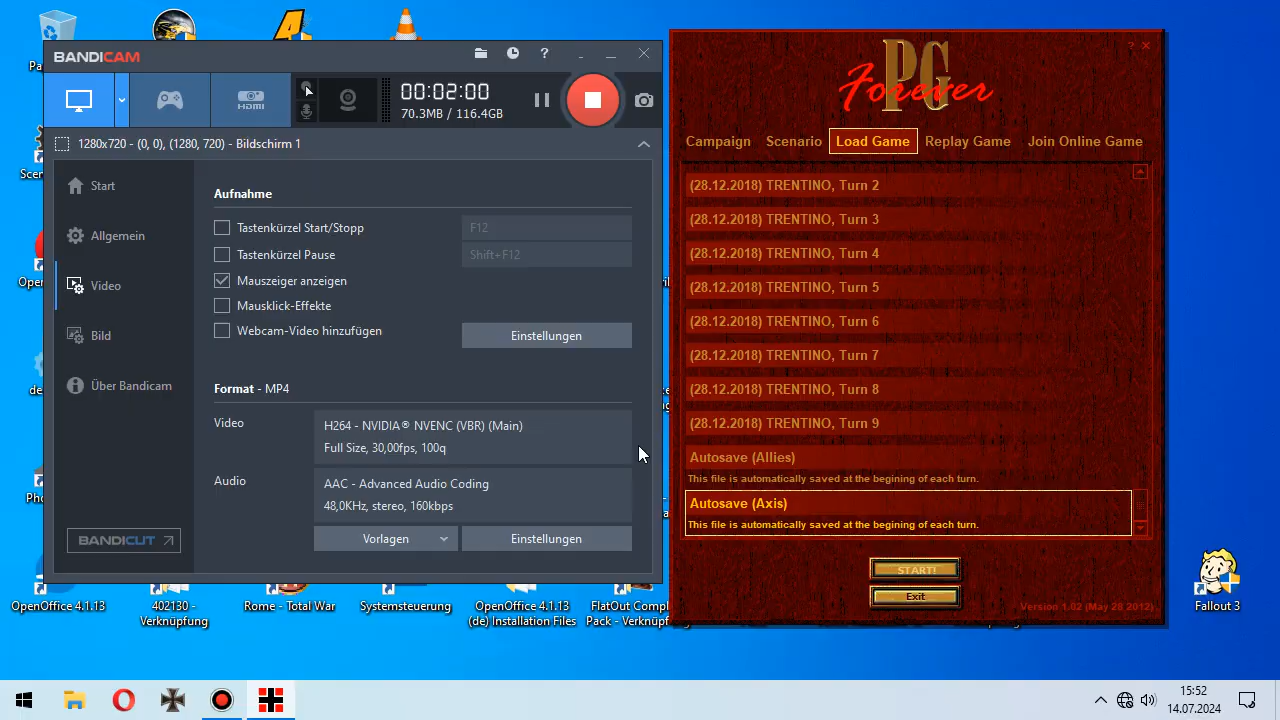 BANDICAM
?
00:02:00
HDMI
70.3MB / 116.4GB
1280x720 - (0, 0), (1280, 720) - Bildschirm 1
Start
Allgemein
Video
Bild
Über Bandicam
BANDICUT
Aufnahme
Tastenkürzel Start/Stopp
F12
Tastenkürzel Pause
Shift+F12
Mauszeiger anzeigen
Mausklick-Effekte
Webcam-Video hinzufügen
Einstellungen
Format - MP4
Video
H264 - NVIDIA® NVENC (VBR) (Main)
Full Size, 30,00fps, 100q
Audio
AAC - Advanced Audio Coding
48,0KHz, stereo, 160kbps
Vorlagen
Einstellungen
PG
Forever
?
Campaign Scenario Load Game Replay Game Join Online Game
(28.12.2018) TRENTINO, Turn 2
(28.12.2018) TRENTINO, Turn 3
(28.12.2018) TRENTINO, Turn 4
(28.12.2018) TRENTINO, Turn 5
(28.12.2018) TRENTINO, Turn 6
(28.12.2018) TRENTINO, Turn 7
(28.12.2018) TRENTINO, Turn 8
(28.12.2018) TRENTINO, Turn 9
Autosave (Allies)
This file is automatically saved at the begining of each turn.
Autosave (Axis)
This file is automatically saved at the begining of each turn.
START!
Exit
Version 1.02 (May 28 2012)
OpenOffice 4.1.13
402130 -
Verknüpfung
Rome - Total War
Systemsteuerung
OpenOffice 4.1.13
(de) Installation Files
FlatOut Compl
Pack - Verknüpf
Fallout 3
15:52
14.07.2024